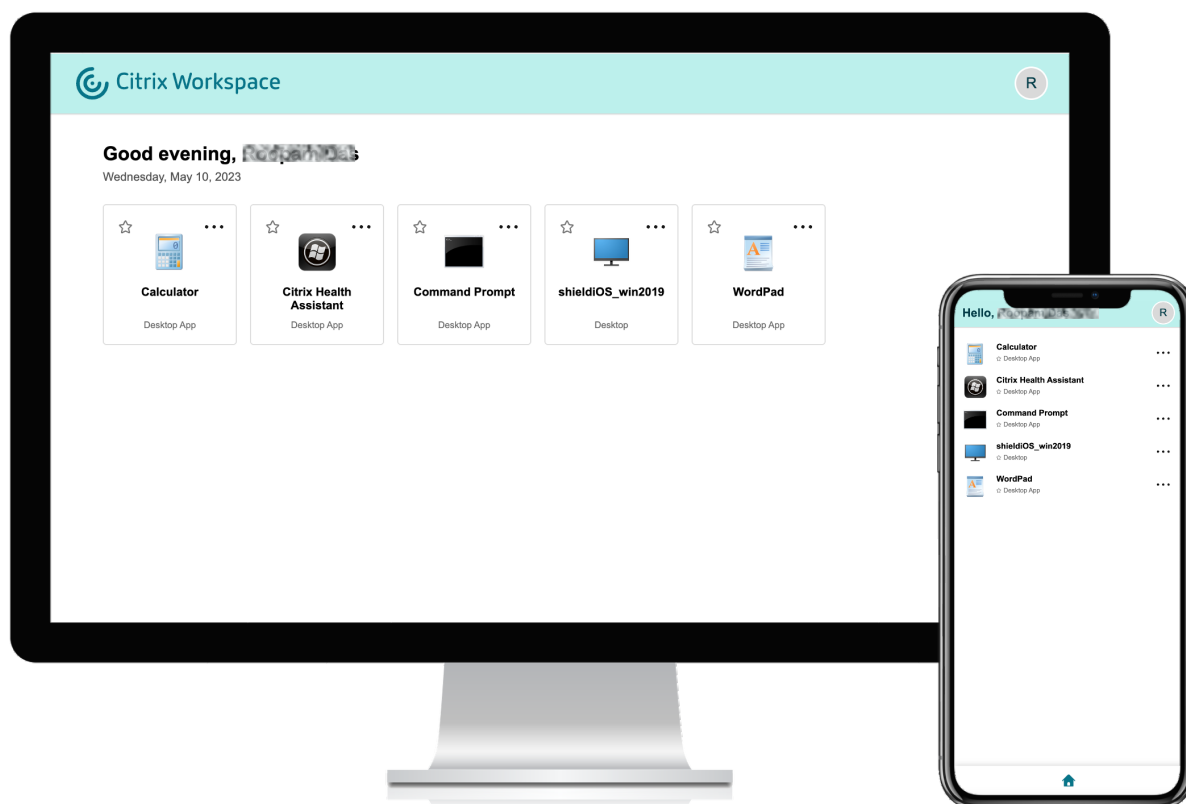 Citrix Workspace
R
Good evening,
Wednesday, May 10, 2023
Calculator
Desktop App
Citrix Health
Assistant
Desktop App
Command Prompt
Desktop App
shieldiOS_win2019
Desktop
WordPad
Desktop App
Hello,
R
Calculator
Desktop App
Citrix Health Assistant
Desktop App
Command Prompt
Desktop App
shieldiOS_win2019
Desktop
WordPad
Desktop App